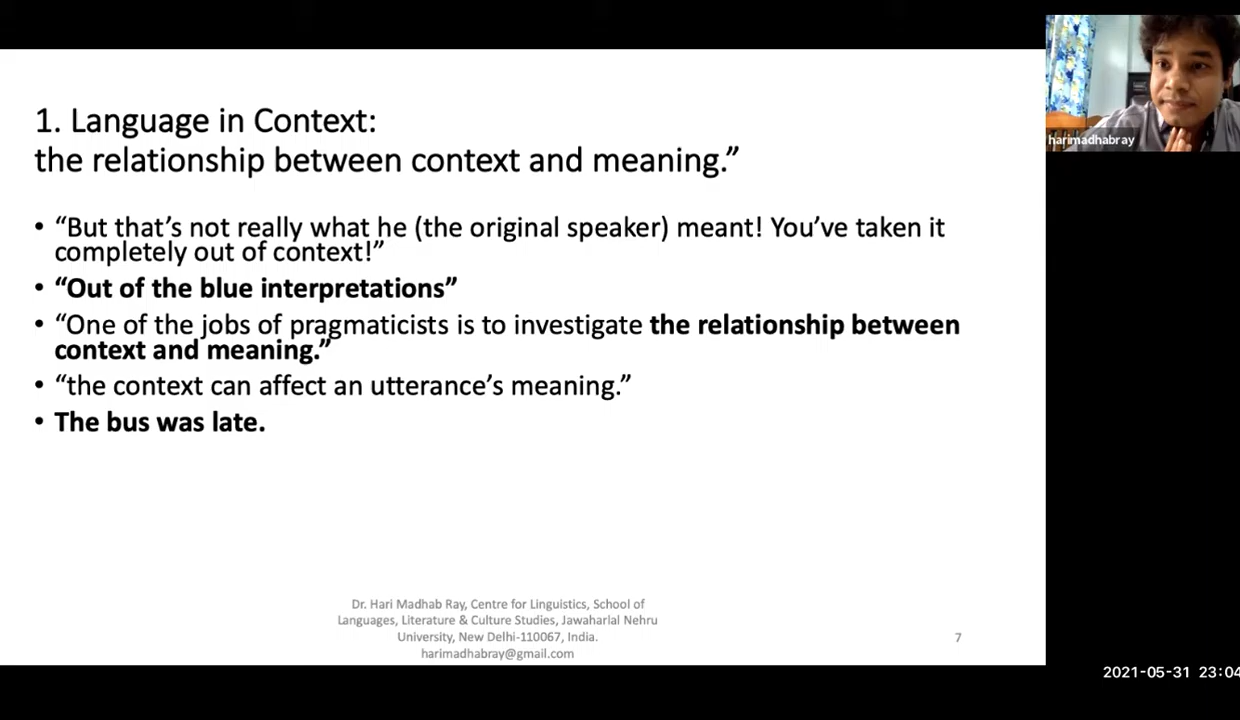 harimadhabray
1. Language in Context:
the relationship between context and meaning.”
• “But that’s not really what he (the original speaker) meant! You’ve taken it
completely out of context!”
• “Out of the blue interpretations”
• “One of the jobs of pragmaticists is to investigate the relationship between
context and meaning.”
• “the context can affect an utterance’s meaning.”
• The bus was late.
Dr. Hari Madhab Ray, Centre for Linguistics, School of
Languages, Literature & Culture Studies, Jawaharlal Nehru
University, New Delhi-110067, India.
harimadhabray@gmail.com
7
2021-05-31 23:04